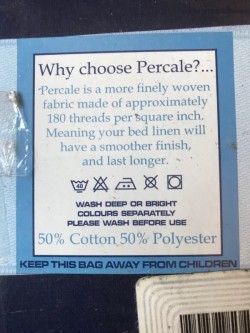 Why choose Percale?...
Percale is a more finely woven
fabric made of approximately
180 threads per square inch.
Meaning your bed linen will
have a smoother finish,
and last longer.
40
WASH DEEP OR BRIGHT
COLOURS SEPARATELY
PLEASE WASH BEFORE USE
50% Cotton 50% Polyester
KEEP THIS BAG AWAY FROM CHILDREN